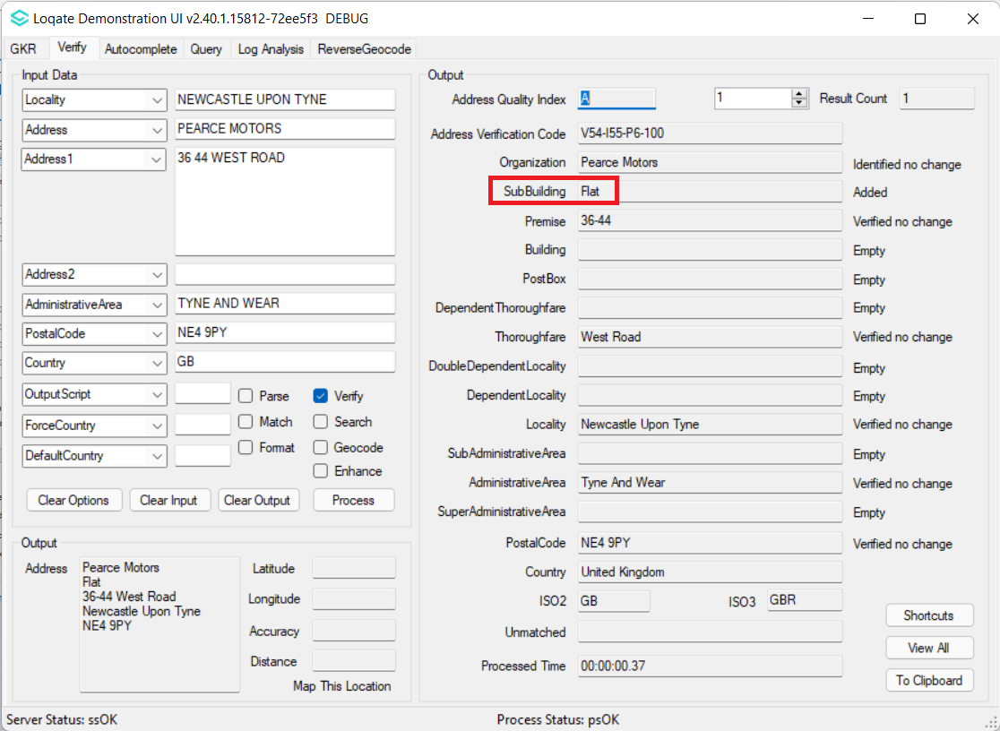 Loqate Demonstration UI v2.40.1.15812-72ee5f3 DEBUG
GKR Verify Autocomplete Query Log Analysis ReverseGeocode
Input Data
Locality NEWCASTLE UPON TYNE
Address PEARCE MOTORS
Address1 36 44 WEST ROAD
Address2
AdministrativeArea TYNE AND WEAR
PostalCode NE4 9PY
Country GB
OutputScript Parse Verify
ForceCountry Match Search
DefaultCountry Format Geocode
Enhance
Clear Options Clear Input Clear Output Process
Output
Address Pearce Motors
Flat
36-44 West Road
Newcastle Upon Tyne
NE4 9PY
Latitude
Longitude
Accuracy
Distance
Map This Location
Output
Address Quality Index A 1 Result Count 1
Address Verification Code V54-I55-P6-100
Organization Pearce Motors Identified no change
SubBuilding Flat Added
Premise 36-44 Verified no change
Building Empty
PostBox Empty
DependentThoroughfare Empty
Thoroughfare West Road Verified no change
DoubleDependentLocality Empty
DependentLocality Empty
Locality Newcastle Upon Tyne Verified no change
SubAdministrativeArea Empty
AdministrativeArea Tyne And Wear Verified no change
SuperAdministrativeArea Empty
PostalCode NE4 9PY Verified no change
Country United Kingdom
ISO2 GB ISO3 GBR
Unmatched
Processed Time 00:00:00.37
Shortcuts
View All
To Clipboard
Server Status: ssOK Process Status: psOK